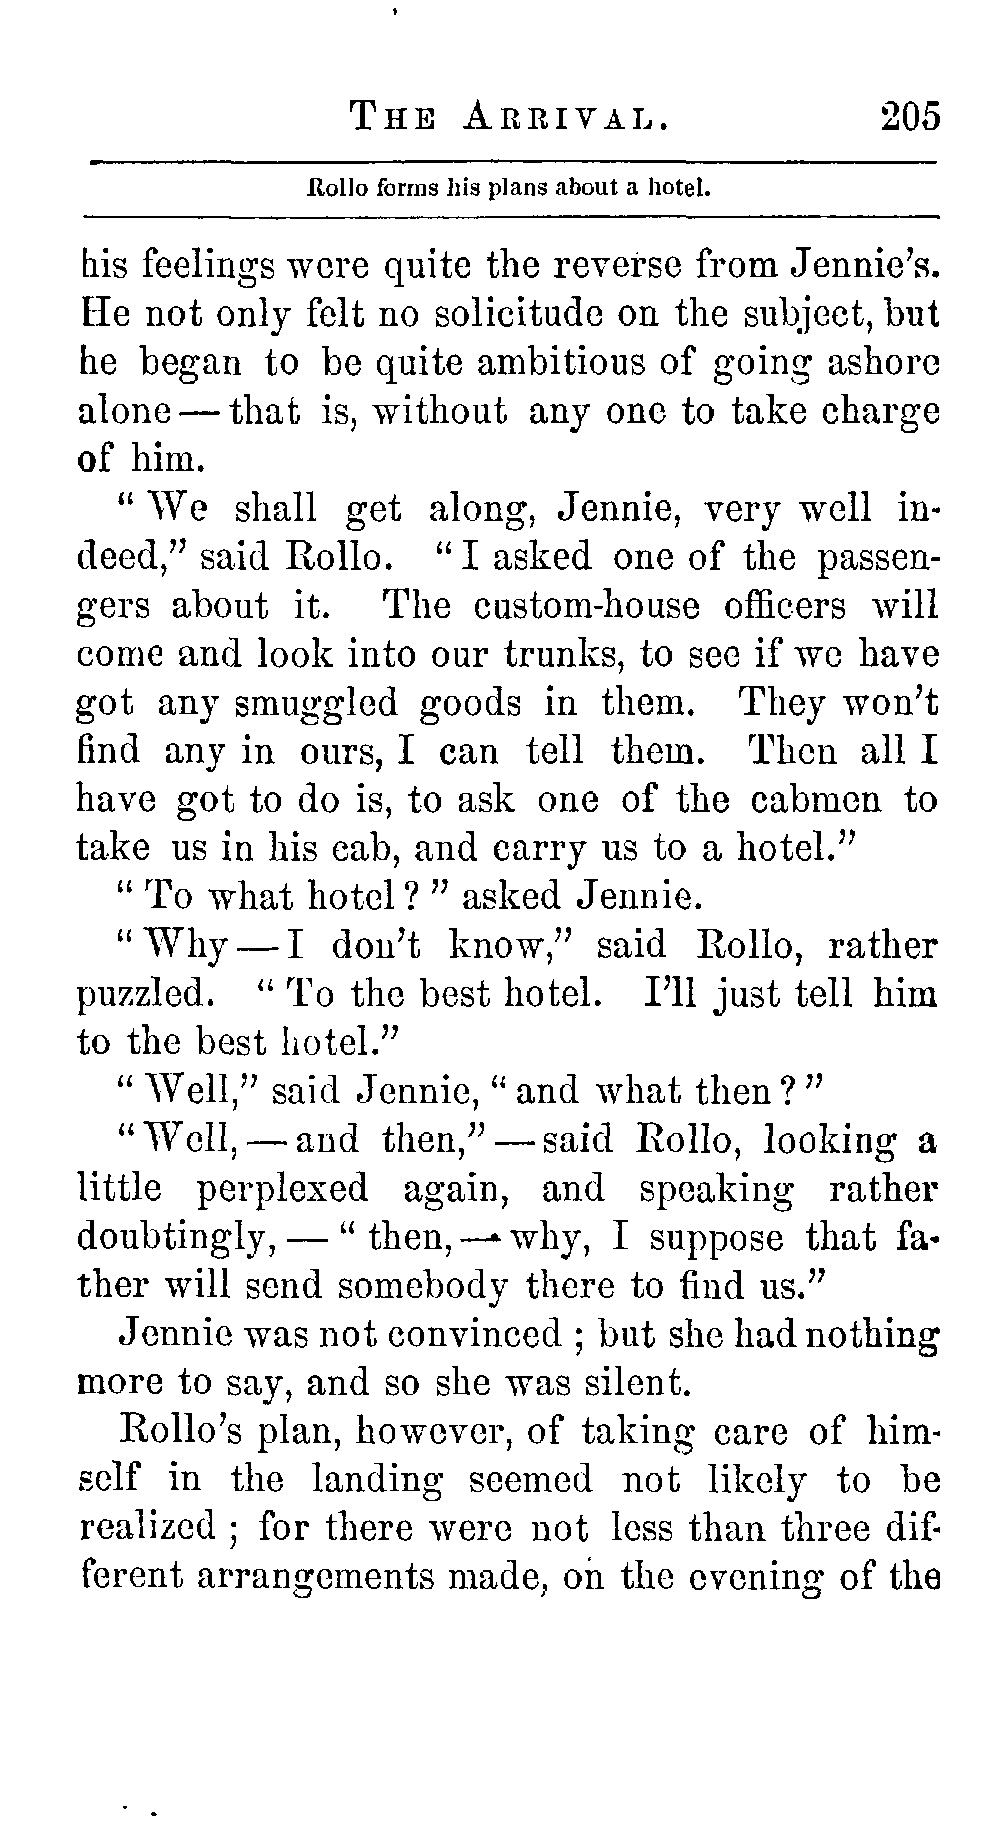 THE ARRIVAL. 205
Rollo forms his plans about a hotel.
his feelings were quite the reverse from Jennie's.
He not only felt no solicitude on the subject, but
he began to be quite ambitious of going ashore
alone — that is, without any one to take charge
of him.
“ We shall get along, Jennie, very well in-
deed,” said Rollo. “ I asked one of the passen-
gers about it. The custom-house officers will
come and look into our trunks, to see if we have
got any smuggled goods in them. They won't
find any in ours, I can tell them. Then all I
have got to do is, to ask one of the cabmen to
take us in his cab, and carry us to a hotel.”
“ To what hotel ? ” asked Jennie.
“ Why — I don't know,” said Rollo, rather
puzzled. “ To the best hotel. I'll just tell him
to the best hotel.”
“ Well,” said Jennie, “ and what then ? ”
“ Well, — and then,” — said Rollo, looking a
little perplexed again, and speaking rather
doubtingly, — “ then, — why, I suppose that fa-
ther will send somebody there to find us.”
Jennie was not convinced ; but she had nothing
more to say, and so she was silent.
Rollo's plan, however, of taking care of him-
self in the landing seemed not likely to be
realized ; for there were not less than three dif-
ferent arrangements made, on the evening of the